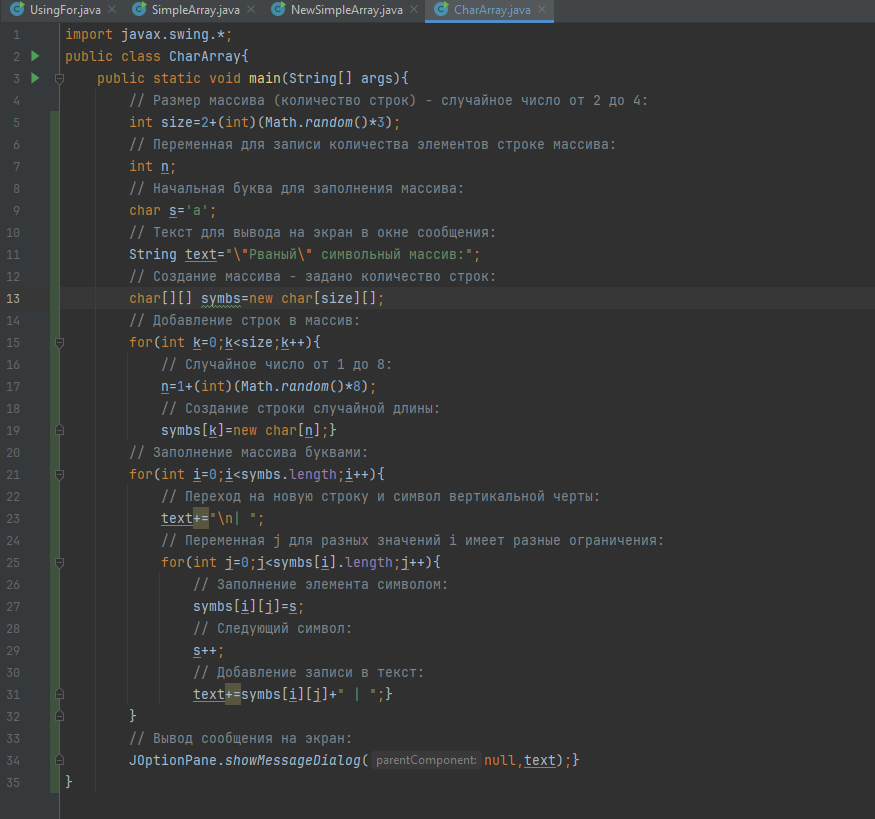 UsingFor.java × SimpleArray.java × NewSimpleArray.java × CharArray.java ×
1 import javax.swing.*;
2 public class CharArray{
3 public static void main(String[] args){
4 // Размер массива (количество строк) - случайное число от 2 до 4:
5 int size=2+(int)(Math.random()*3);
6 // Переменная для записи количества элементов строке массива:
7 int n;
8 // Начальная буква для заполнения массива:
9 char s='a';
10 // Текст для вывода на экран в окне сообщения:
11 String text="\"Рваный\" символьный массив:";
12 // Создание массива - задано количество строк:
13 char[][] symbs=new char[size][];
14 // Добавление строк в массив:
15 for(int k=0;k<size;k++){
16 // Случайное число от 1 до 8:
17 n=1+(int)(Math.random()*8);
18 // Создание строки случайной длины:
19 symbs[k]=new char[n];}
20 // Заполнение массива буквами:
21 for(int i=0;i<symbs.length;i++){
22 // Переход на новую строку и символ вертикальной черты:
23 text+="\n| ";
24 // Переменная j для разных значений i имеет разные ограничения:
25 for(int j=0;j<symbs[i].length;j++){
26 // Заполнение элемента символом:
27 symbs[i][j]=s;
28 // Следующий символ:
29 s++;
30 // Добавление записи в текст:
31 text+=symbs[i][j]+" | ";}
32 }
33 // Вывод сообщения на экран:
34 JOptionPane.showMessageDialog( parentComponent: null,text);}
35 }